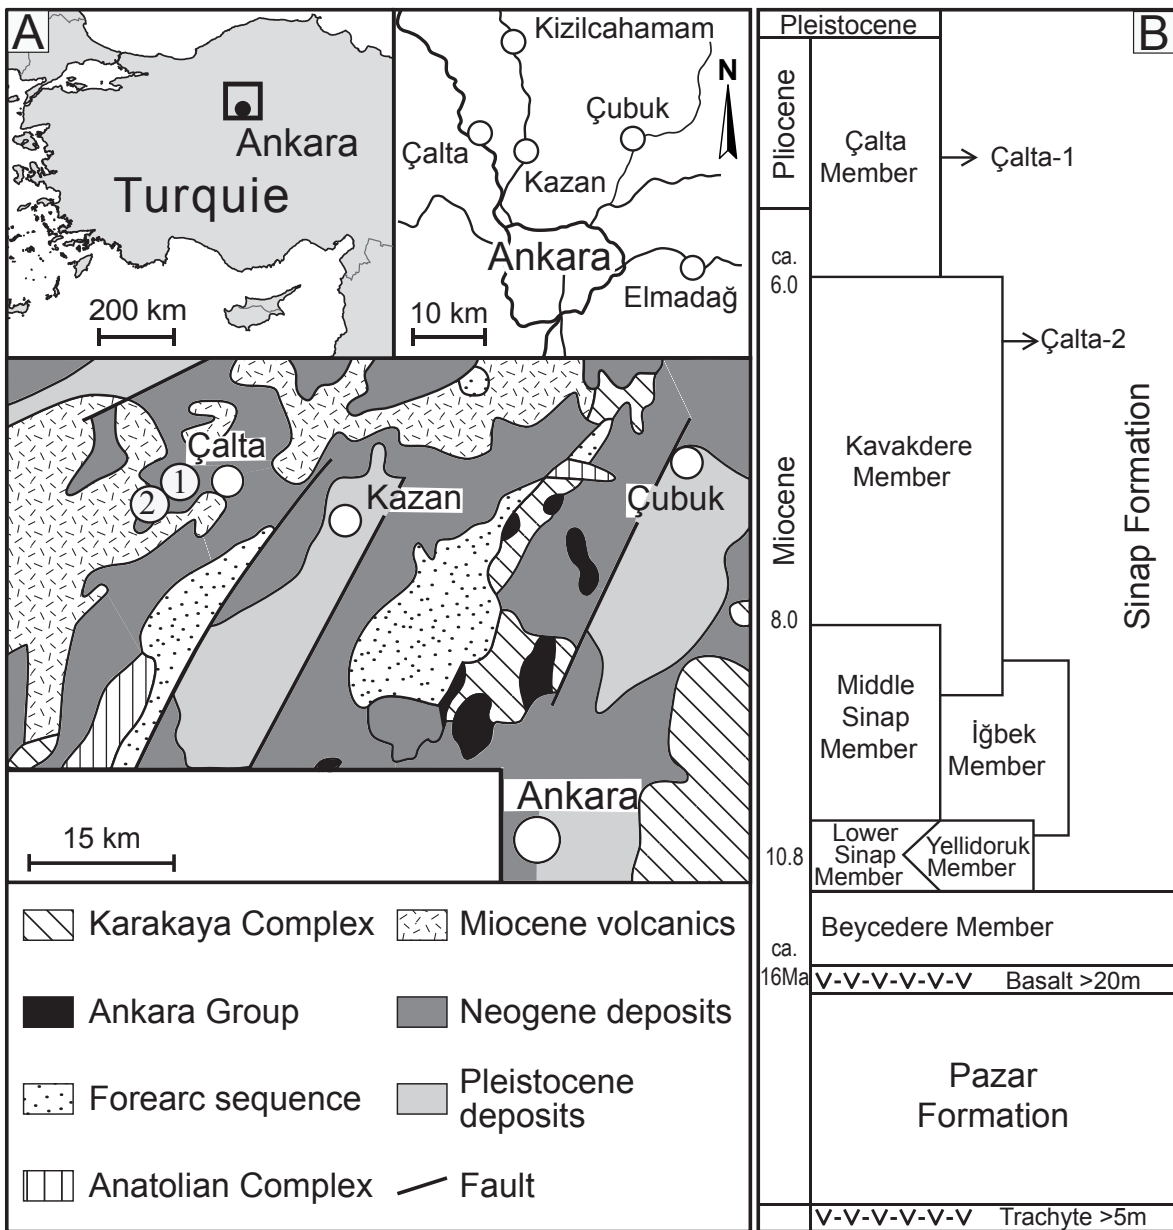 A
Ankara
Turquie
200 km
Kizilcahamam
N
Çubuk
Çalta
Kazan
Ankara
Elmadağ
10 km
Çalta
1
2
Kazan
Çubuk
Ankara
15 km
Karakaya Complex
Miocene volcanics
Ankara Group
Neogene deposits
Forearc sequence
Pleistocene
deposits
Anatolian Complex
Fault
B
Pleistocene
Pliocene
Çalta
Member
Çalta-1
ca.
6.0
Çalta-2
Kavakdere
Member
Miocene
Sinap Formation
8.0
Middle
Sinap
Member
İğbek
Member
10.8
Lower
Sinap
Member
Yellidoruk
Member
Beycedere Member
ca.
16Ma
V-V-V-V-V-V
Basalt >20m
Pazar
Formation
V-V-V-V-V-V
Trachyte >5m